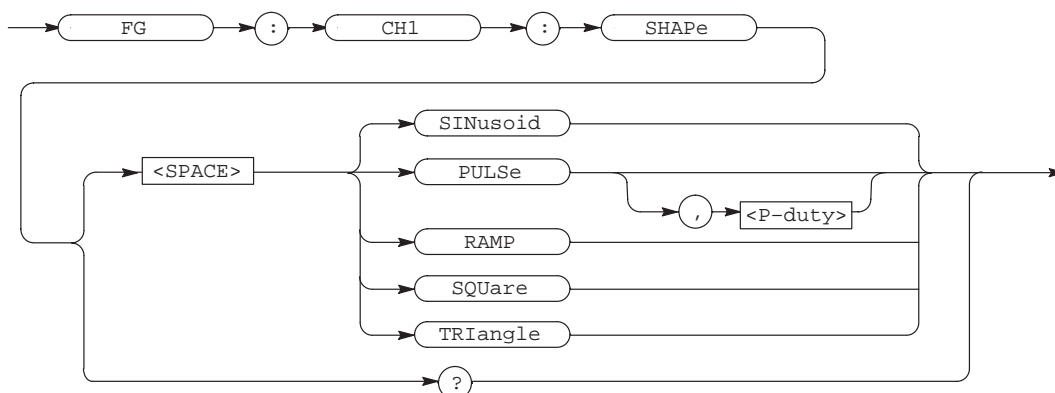 FG : CH1 : SHAPe
SINusoid
<SPACE> PULSe
, <P-duty>
RAMP
SQUare
TRIangle
?